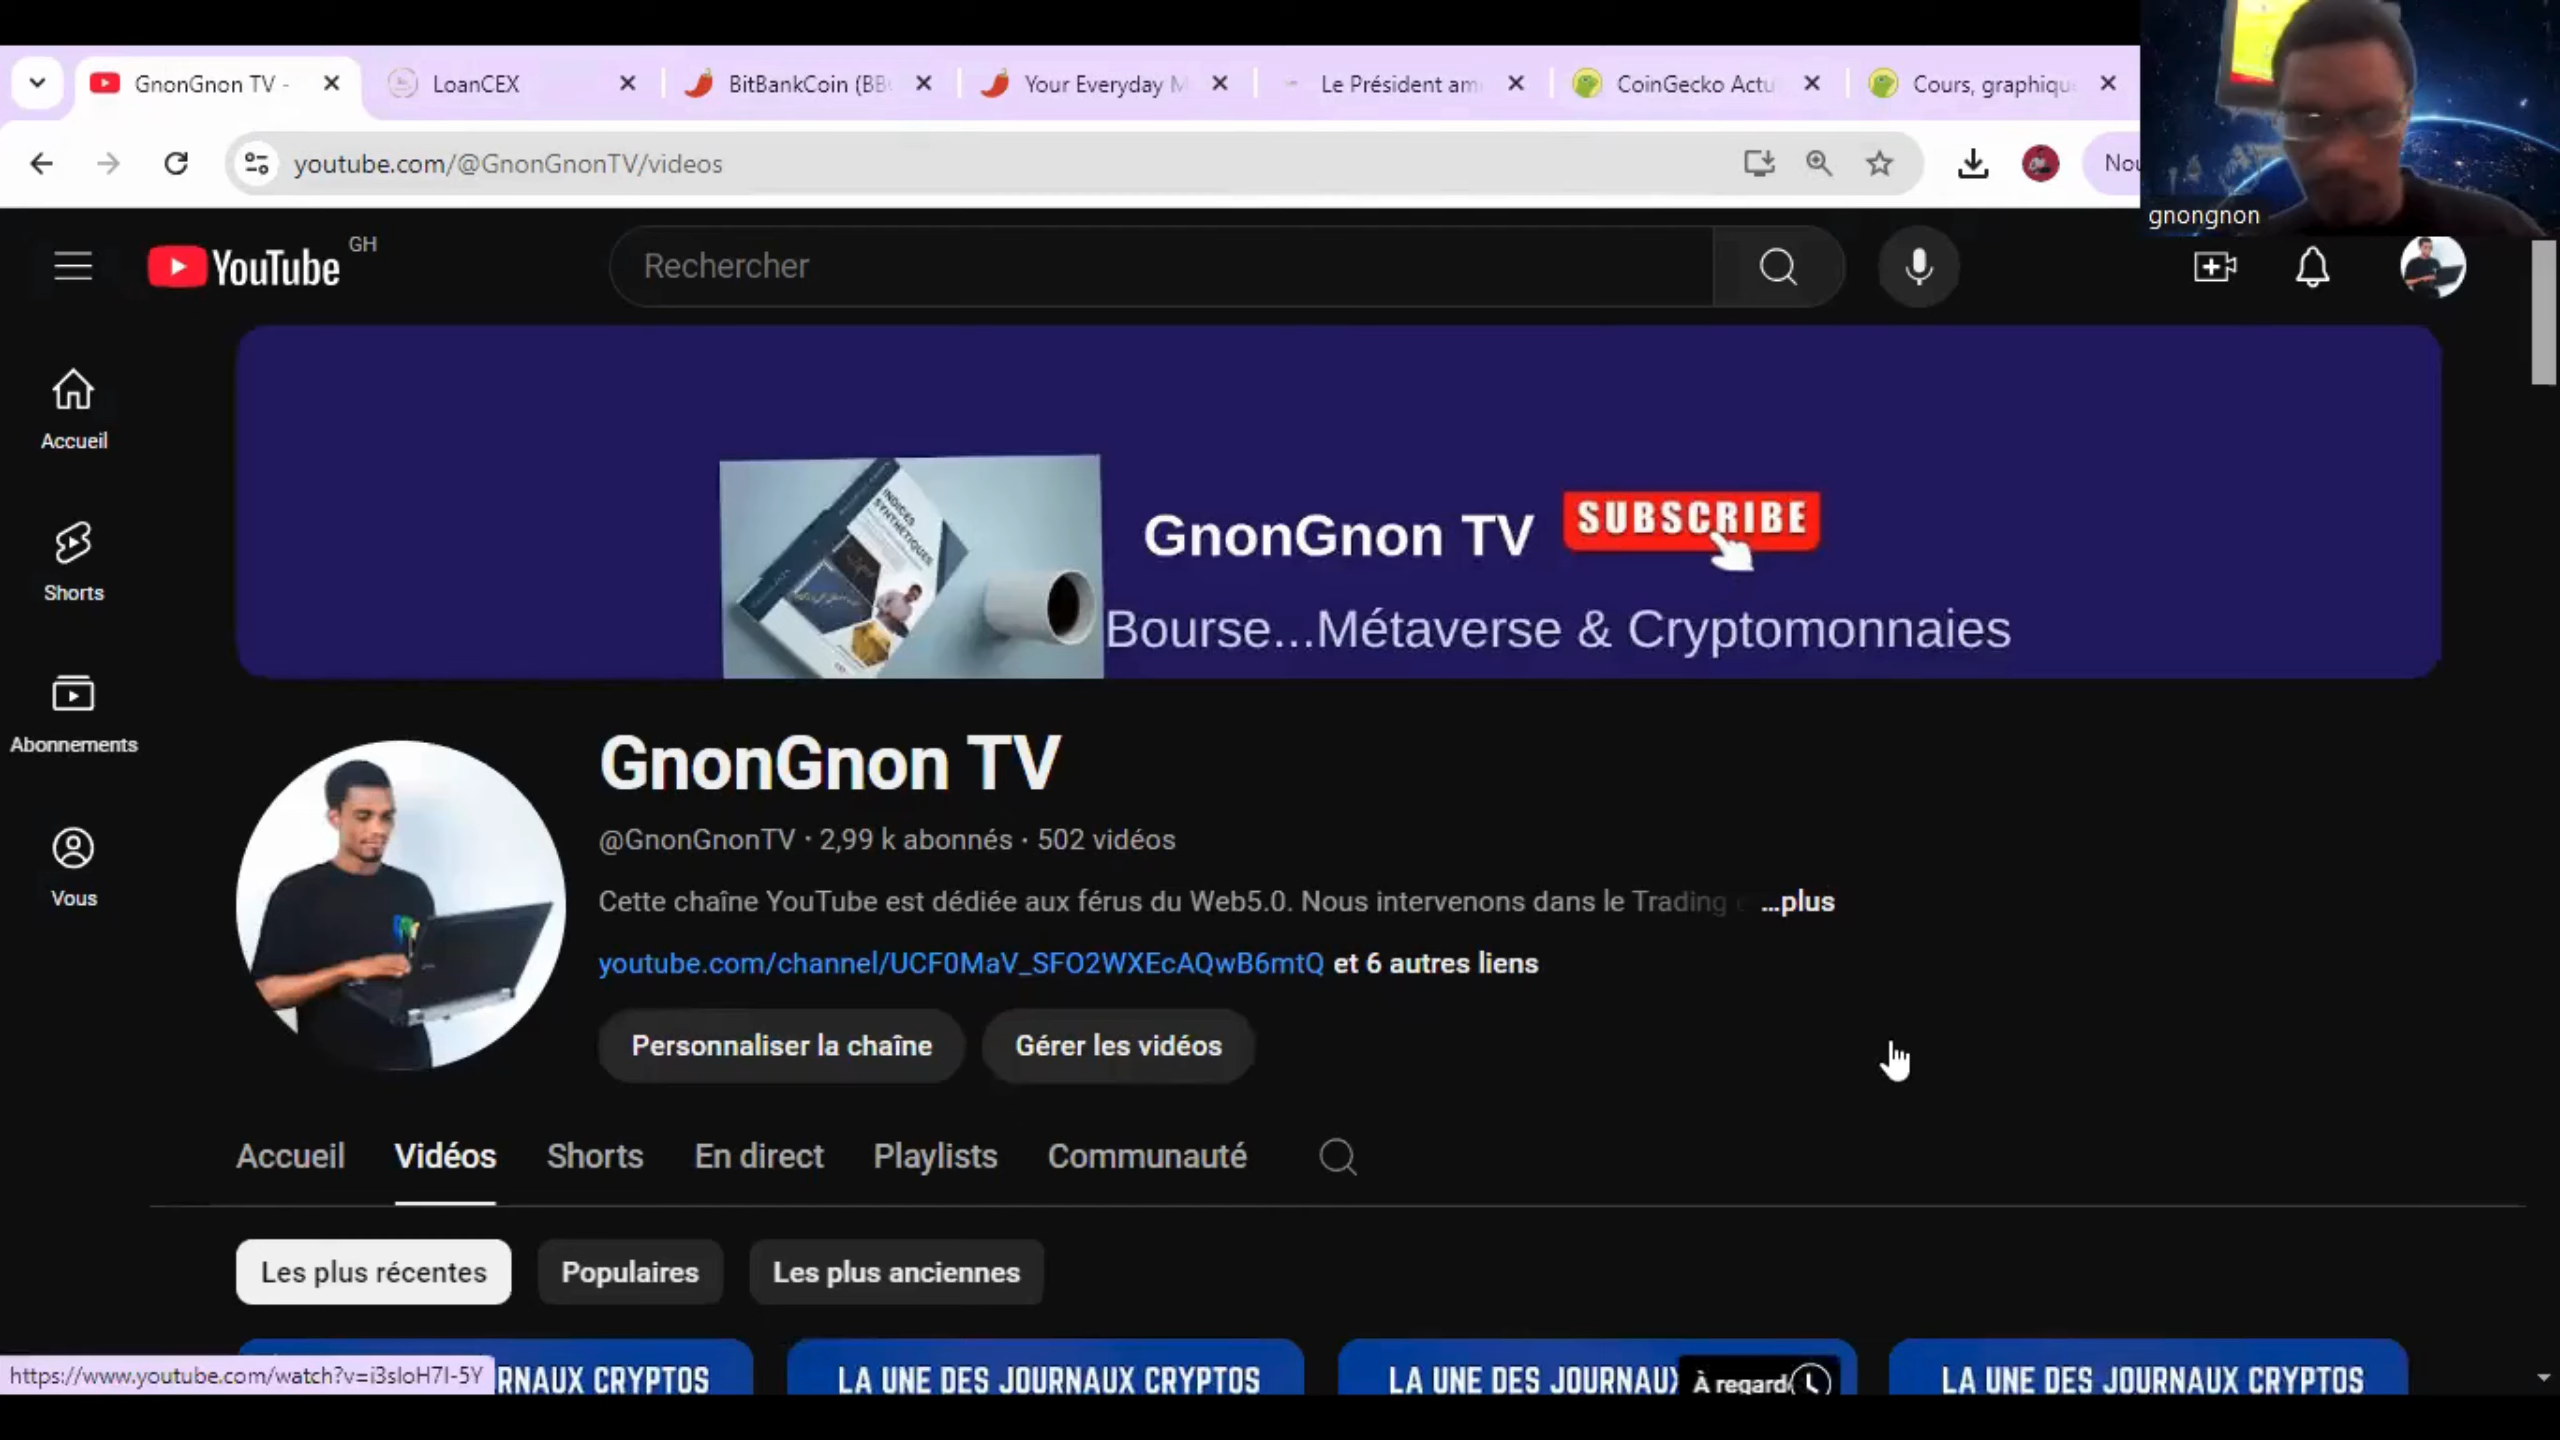 GnonGnon TV -
LoanCEX
BitBankCoin (BB
Your Everyday M
Le Président am
CoinGecko Actu
Cours, graphiqu
youtube.com/@GnonGnonTV/videos
Nou
gnongnon
YouTube GH
Rechercher
Accueil
Shorts
Abonnements
Vous
INDICES
SYNTHÉTIQUES
GnonGnon TV
SUBSCRIBE
Bourse...Métaverse & Cryptomonnaies
GnonGnon TV
@GnonGnonTV · 2,99 k abonnés · 502 vidéos
Cette chaîne YouTube est dédiée aux férus du Web5.0. Nous intervenons dans le Trading ...plus
youtube.com/channel/UCF0MaV_SFO2WXEcAQwB6mtQ et 6 autres liens
Personnaliser la chaîne
Gérer les vidéos
Accueil
Vidéos
Shorts
En direct
Playlists
Communauté
Les plus récentes
Populaires
Les plus anciennes
https://www.youtube.com/watch?v=i3sloH7I-5Y
RNAUX CRYPTOS
LA UNE DES JOURNAUX CRYPTOS
LA UNE DES JOURNAUX
À regard
LA UNE DES JOURNAUX CRYPTOS